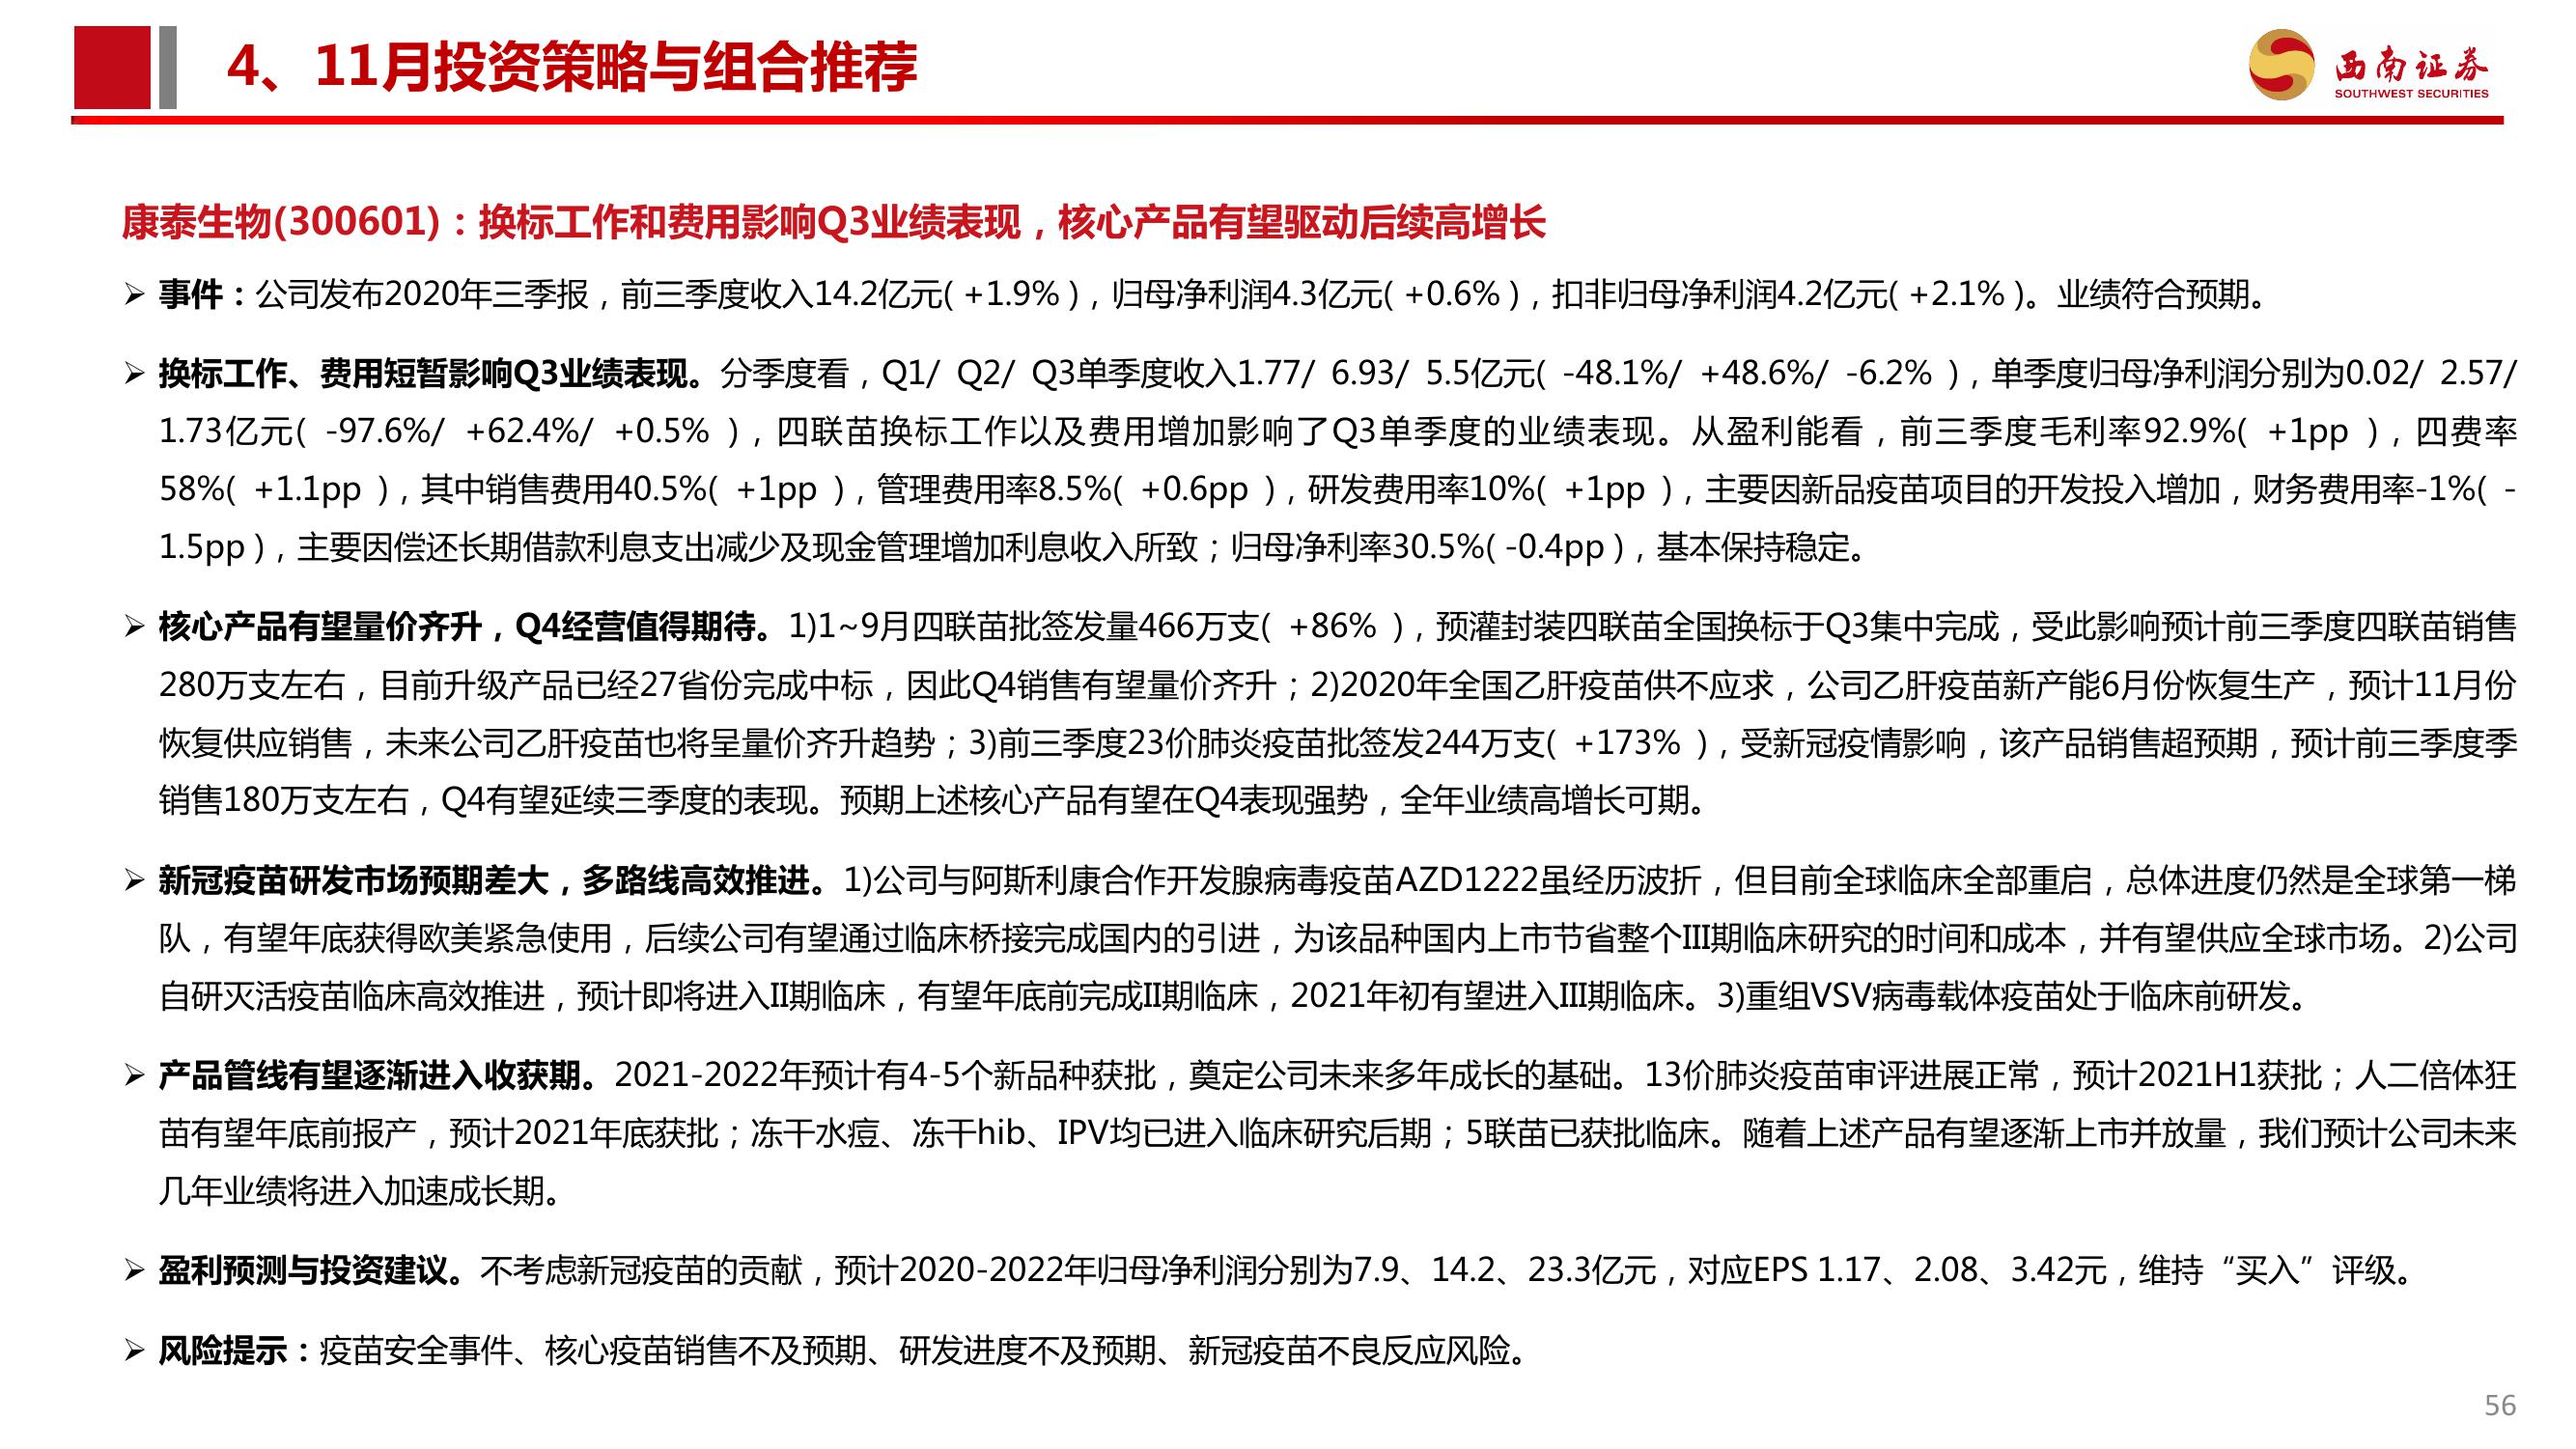 4、11月投资策略与组合推荐
西南证券
SOUTHWEST SECURITIES
康泰生物(300601)：换标工作和费用影响Q3业绩表现，核心产品有望驱动后续高增长
➢ 事件：公司发布2020年三季报，前三季度收入14.2亿元( +1.9% )，归母净利润4.3亿元( +0.6% )，扣非归母净利润4.2亿元( +2.1% )。业绩符合预期。
➢ 换标工作、费用短暂影响Q3业绩表现。分季度看，Q1/ Q2/ Q3单季度收入1.77/ 6.93/ 5.5亿元( -48.1%/ +48.6%/ -6.2% )，单季度归母净利润分别为0.02/ 2.57/
1.73亿元( -97.6%/ +62.4%/ +0.5% )，四联苗换标工作以及费用增加影响了Q3单季度的业绩表现。从盈利能看，前三季度毛利率92.9%( +1pp )，四费率
58%( +1.1pp )，其中销售费用40.5%( +1pp )，管理费用率8.5%( +0.6pp )，研发费用率10%( +1pp )，主要因新品疫苗项目的开发投入增加，财务费用率-1%( -
1.5pp )，主要因偿还长期借款利息支出减少及现金管理增加利息收入所致；归母净利率30.5%( -0.4pp )，基本保持稳定。
➢ 核心产品有望量价齐升，Q4经营值得期待。1)1~9月四联苗批签发量466万支( +86% )，预灌封装四联苗全国换标于Q3集中完成，受此影响预计前三季度四联苗销售
280万支左右，目前升级产品已经27省份完成中标，因此Q4销售有望量价齐升；2)2020年全国乙肝疫苗供不应求，公司乙肝疫苗新产能6月份恢复生产，预计11月份
恢复供应销售，未来公司乙肝疫苗也将呈量价齐升趋势；3)前三季度23价肺炎疫苗批签发244万支( +173% )，受新冠疫情影响，该产品销售超预期，预计前三季度季
销售180万支左右，Q4有望延续三季度的表现。预期上述核心产品有望在Q4表现强势，全年业绩高增长可期。
➢ 新冠疫苗研发市场预期差大，多路线高效推进。1)公司与阿斯利康合作开发腺病毒疫苗AZD1222虽经历波折，但目前全球临床全部重启，总体进度仍然是全球第一梯
队，有望年底获得欧美紧急使用，后续公司有望通过临床桥接完成国内的引进，为该品种国内上市节省整个III期临床研究的时间和成本，并有望供应全球市场。2)公司
自研灭活疫苗临床高效推进，预计即将进入II期临床，有望年底前完成II期临床，2021年初有望进入III期临床。3)重组VSV病毒载体疫苗处于临床前研发。
➢ 产品管线有望逐渐进入收获期。2021-2022年预计有4-5个新品种获批，奠定公司未来多年成长的基础。13价肺炎疫苗审评进展正常，预计2021H1获批；人二倍体狂
苗有望年底前报产，预计2021年底获批；冻干水痘、冻干hib、IPV均已进入临床研究后期；5联苗已获批临床。随着上述产品有望逐渐上市并放量，我们预计公司未来
几年业绩将进入加速成长期。
➢ 盈利预测与投资建议。不考虑新冠疫苗的贡献，预计2020-2022年归母净利润分别为7.9、14.2、23.3亿元，对应EPS 1.17、2.08、3.42元，维持“买入”评级。
➢ 风险提示：疫苗安全事件、核心疫苗销售不及预期、研发进度不及预期、新冠疫苗不良反应风险。
56